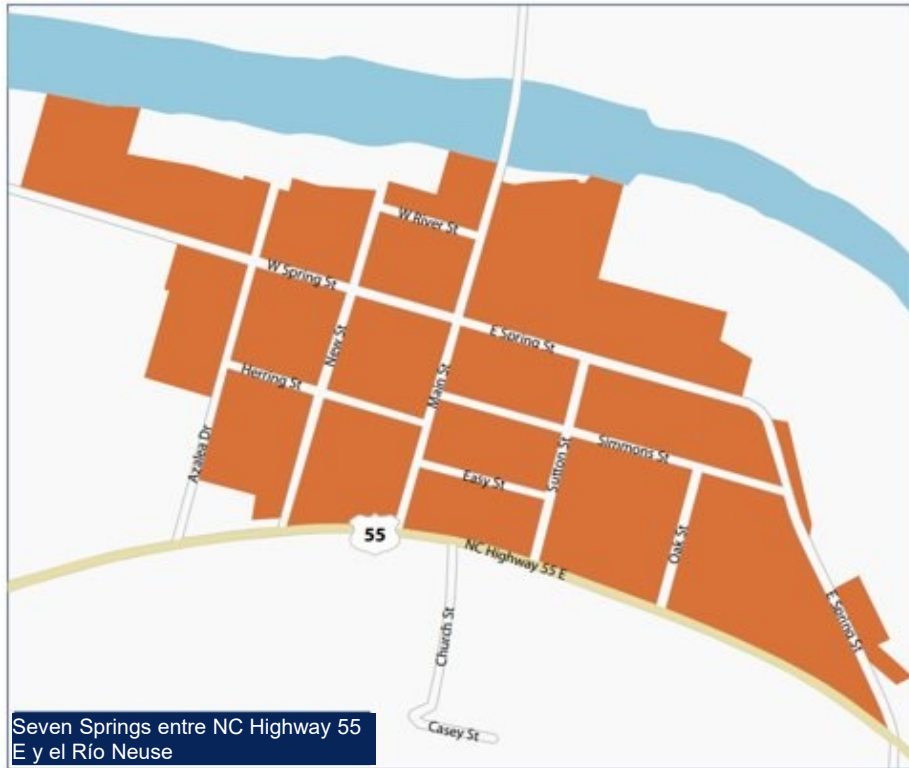 W River St
W Spring St
E Spring St
New St
Main St
Herring St
Azalea Dr
Simmons St
Sutton St
Easy St
55
NC Highway 55 E
Oak St
Church St
E Spring St
Casey St
Seven Springs entre NC Highway 55
E y el Río Neuse